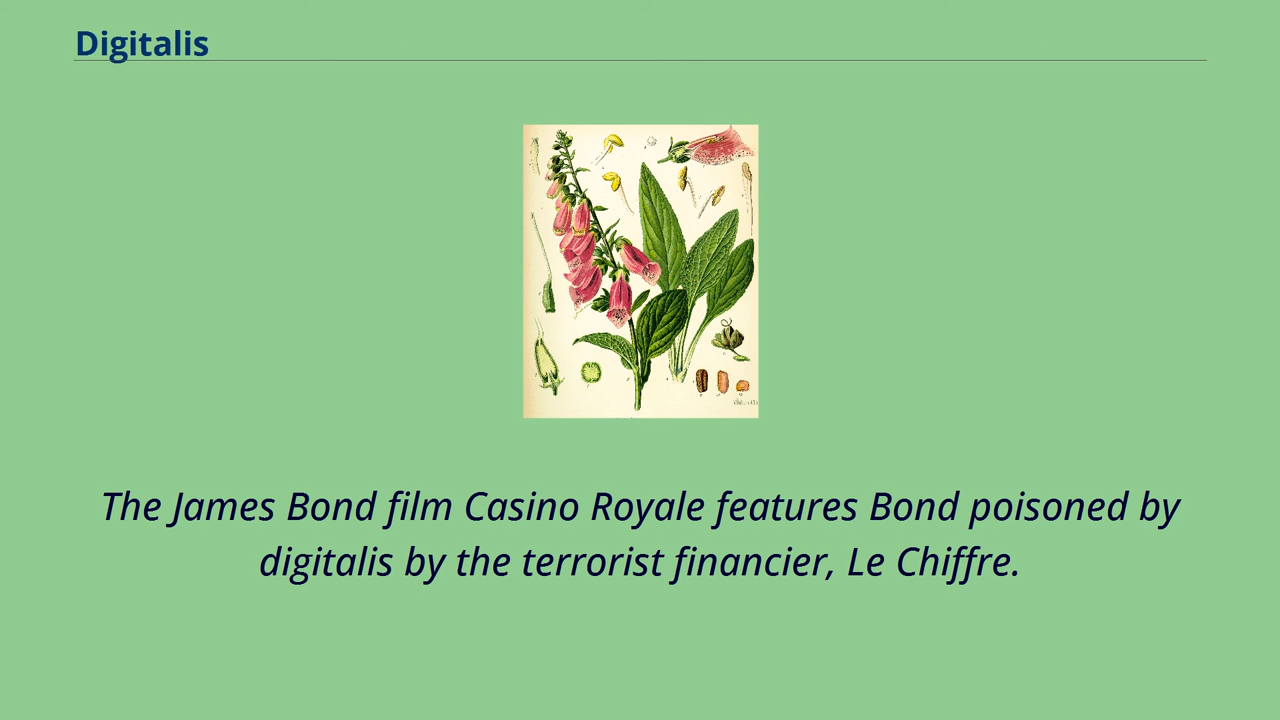 Digitalis
The James Bond film Casino Royale features Bond poisoned by
digitalis by the terrorist financier, Le Chiffre.